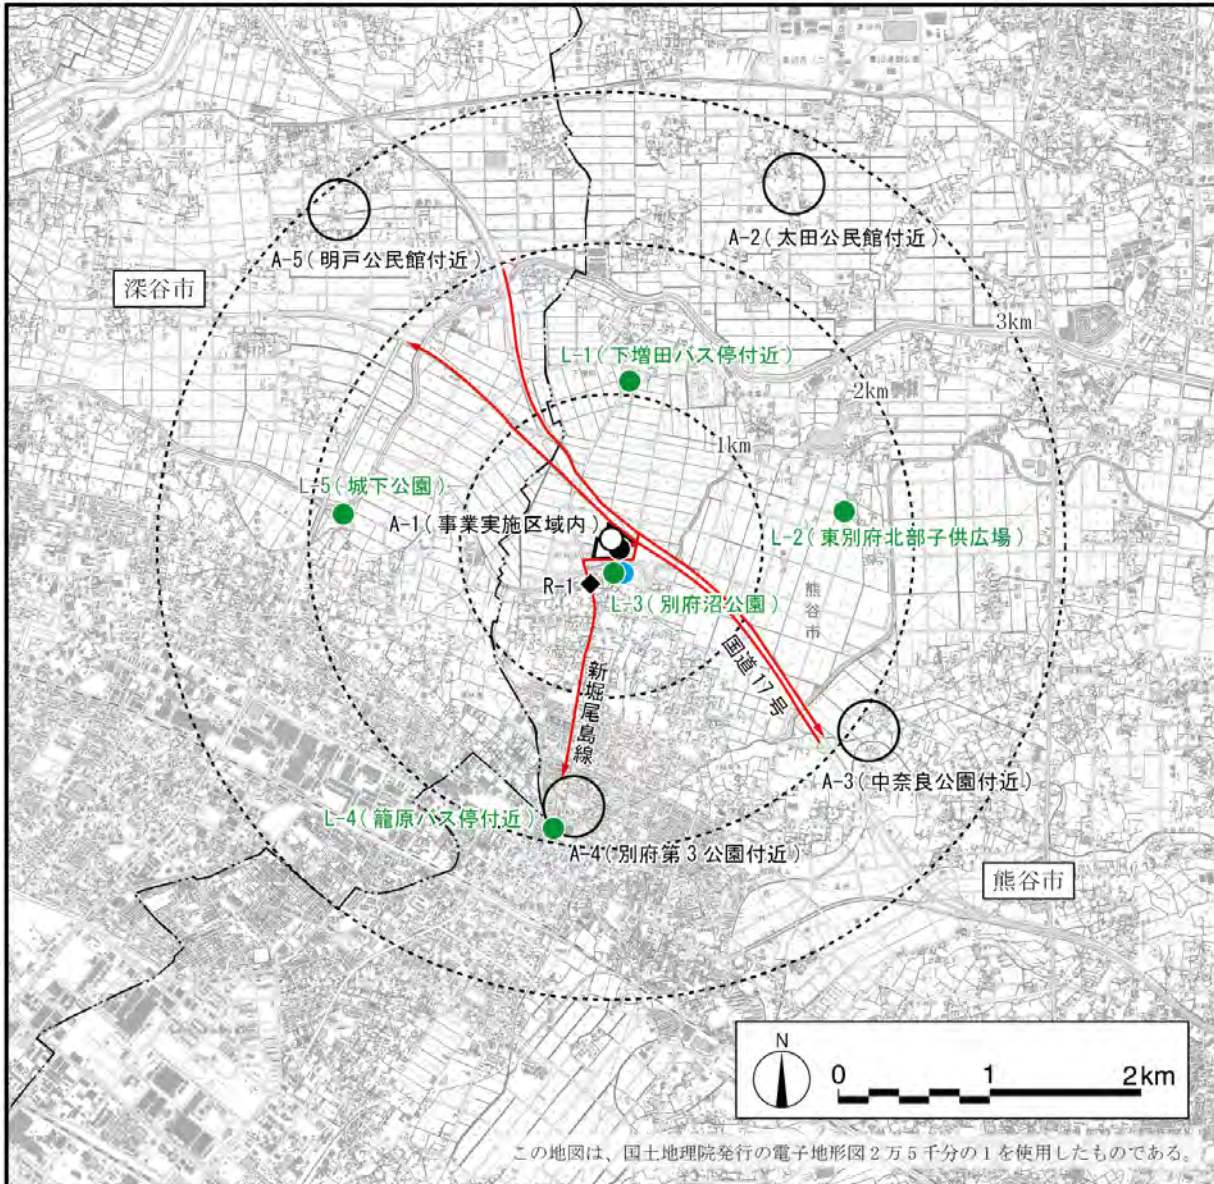 A-2(太田公民館付近)
A-5(明戸公民館付近)
深谷市
3km
L-1(下増田バス停付近)
2km
1km
L-5(城下公園)
A-1(事業実施区域内)
L-2(東別府北部子供広場)
R-1
L-3(別府沼公園)
熊谷市
国道17号
新堀尾島線
A-3(中奈良公園付近)
L-4(籠原バス停付近)
A-4(別府第3公園付近)
熊谷市
N
0 1 2km
この地図は、国土地理院発行の電子地形図2万5千分の1を使用したものである。